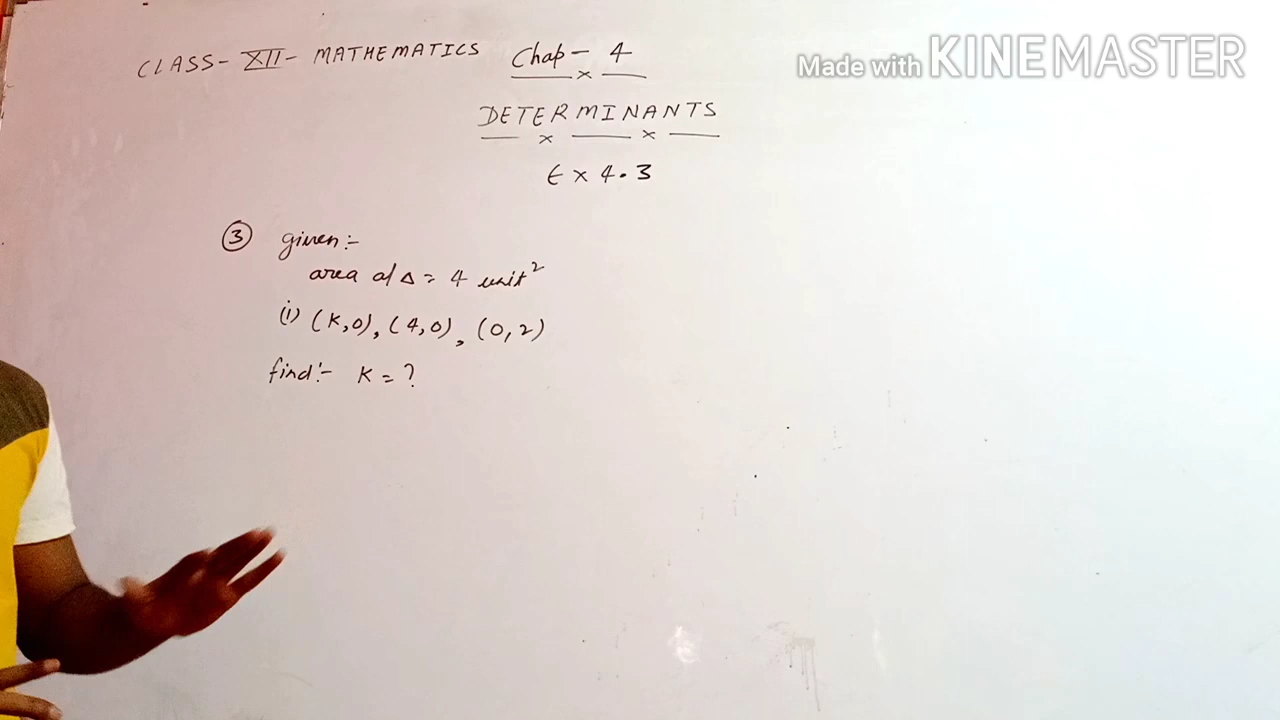 CLASS-XII- MATHEMATICS Chap- 4
Made with KINEMASTER
DETERMINANTS
Ex 4.3
③ given:-
area of Δ = 4 unit²
(i) (K,0), (4,0), (0,2)
find:- K = ?